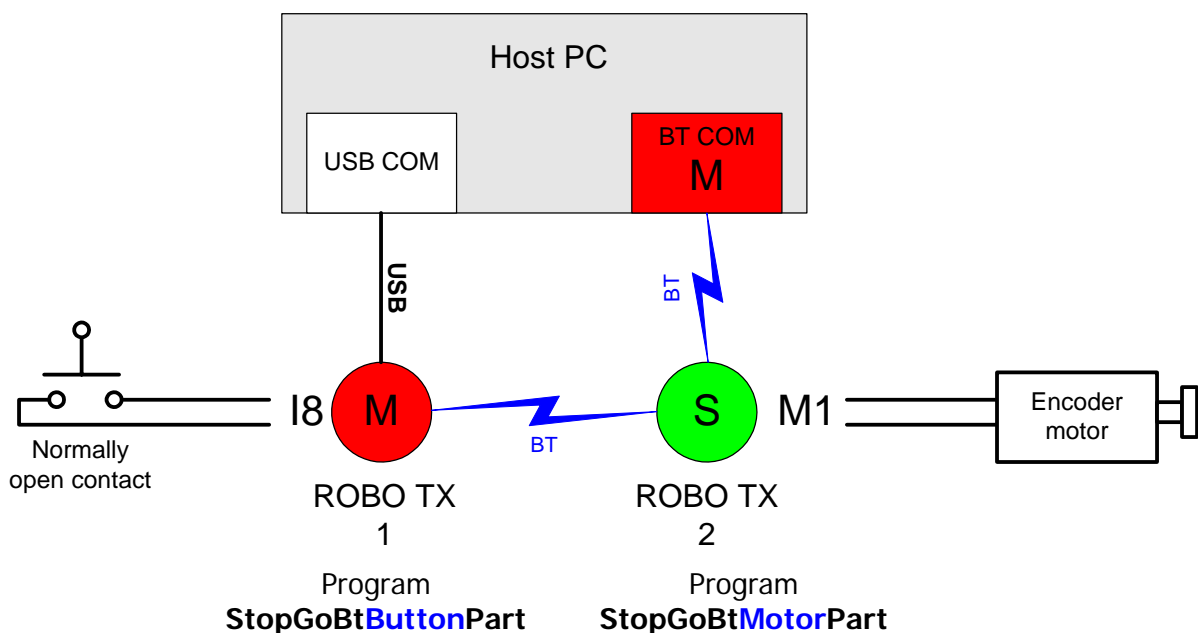 Host PC
USB COM
BT COM
M
USB
BT
I8
M
BT
S
M1
Encoder
motor
Normally
open contact
ROBO TX
1
ROBO TX
2
Program
StopGoBtButtonPart
Program
StopGoBtMotorPart